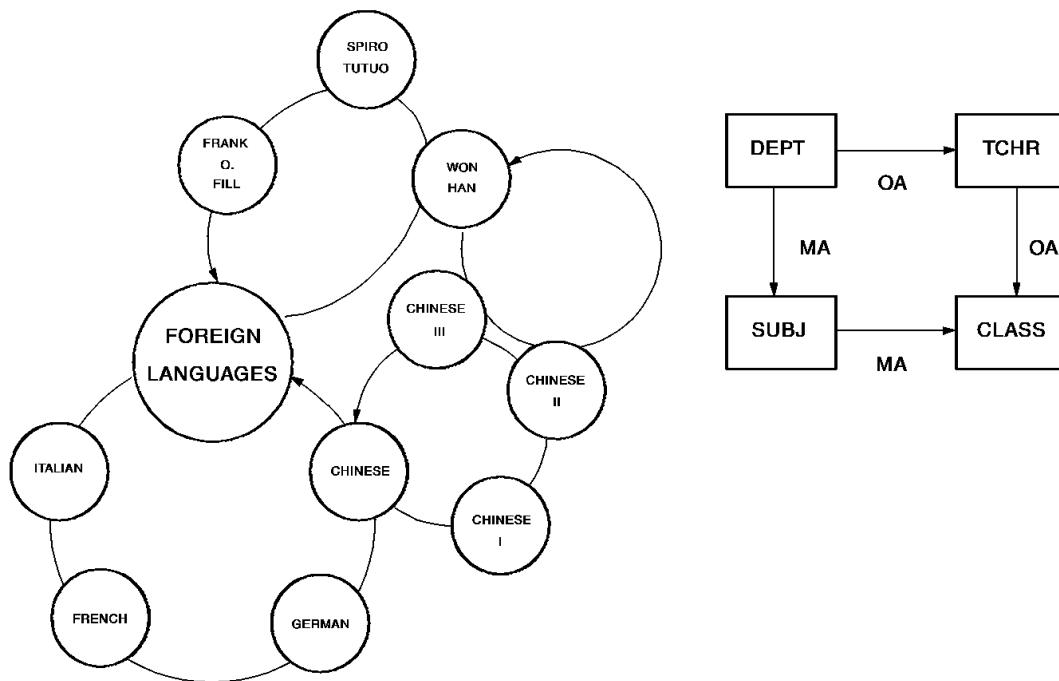 SPIRO
TUTUO
FRANK
O.
FILL
WON
HAN
FOREIGN
LANGUAGES
CHINESE
III
CHINESE
II
CHINESE
CHINESE
I
ITALIAN
FRENCH
GERMAN
DEPT
OA
TCHR
MA
OA
SUBJ
MA
CLASS